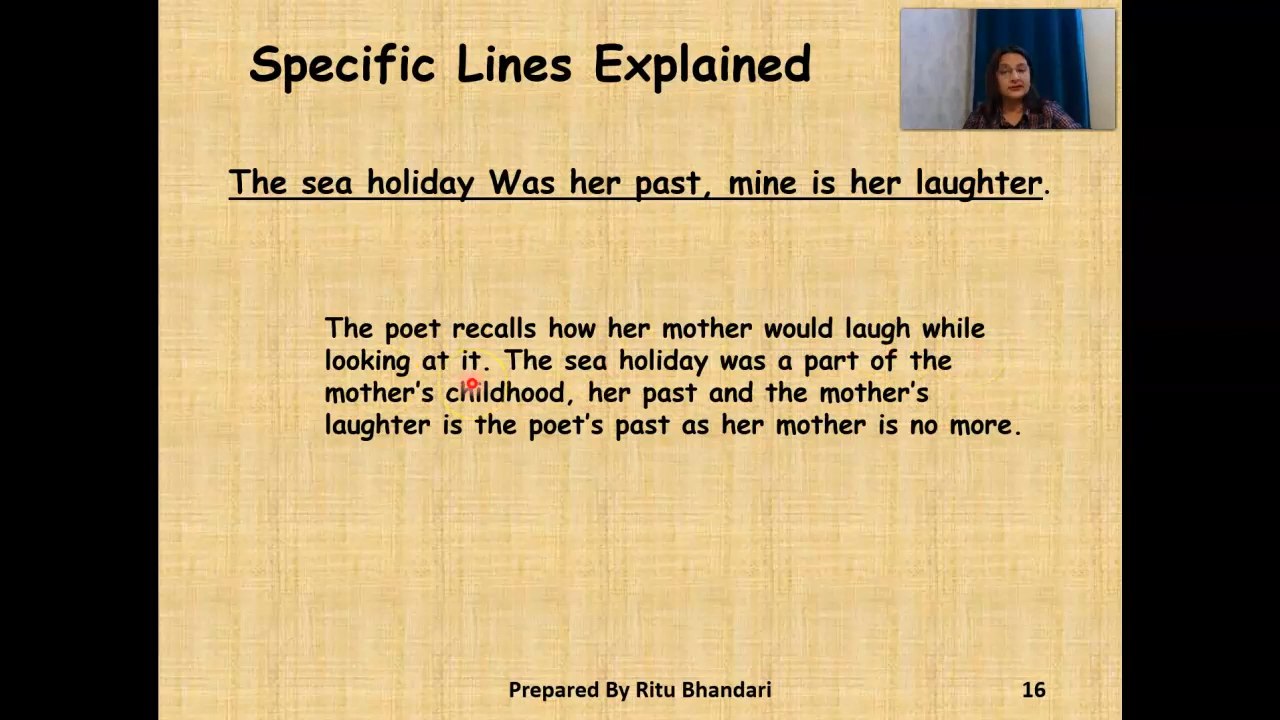 Specific Lines Explained
The sea holiday Was her past, mine is her laughter.
The poet recalls how her mother would laugh while
looking at it. The sea holiday was a part of the
mother's childhood, her past and the mother's
laughter is the poet's past as her mother is no more.
Prepared By Ritu Bhandari
16